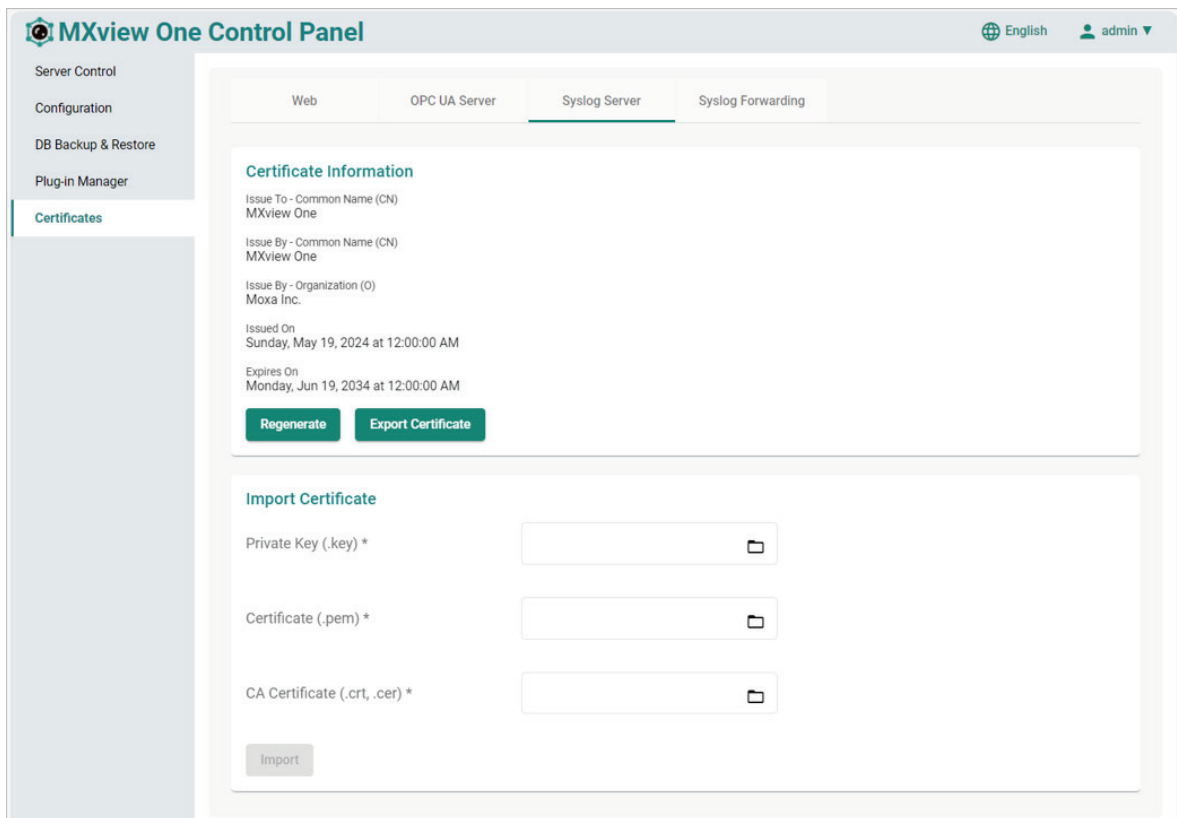 MXview One Control Panel
English
admin
Server Control
Configuration
DB Backup & Restore
Plug-in Manager
Certificates
Web
OPC UA Server
Syslog Server
Syslog Forwarding
Certificate Information
Issue To - Common Name (CN)
MXview One
Issue By - Common Name (CN)
MXview One
Issue By - Organization (O)
Moxa Inc.
Issued On
Sunday, May 19, 2024 at 12:00:00 AM
Expires On
Monday, Jun 19, 2034 at 12:00:00 AM
Regenerate
Export Certificate
Import Certificate
Private Key (.key) *
Certificate (.pem) *
CA Certificate (.crt, .cer) *
Import